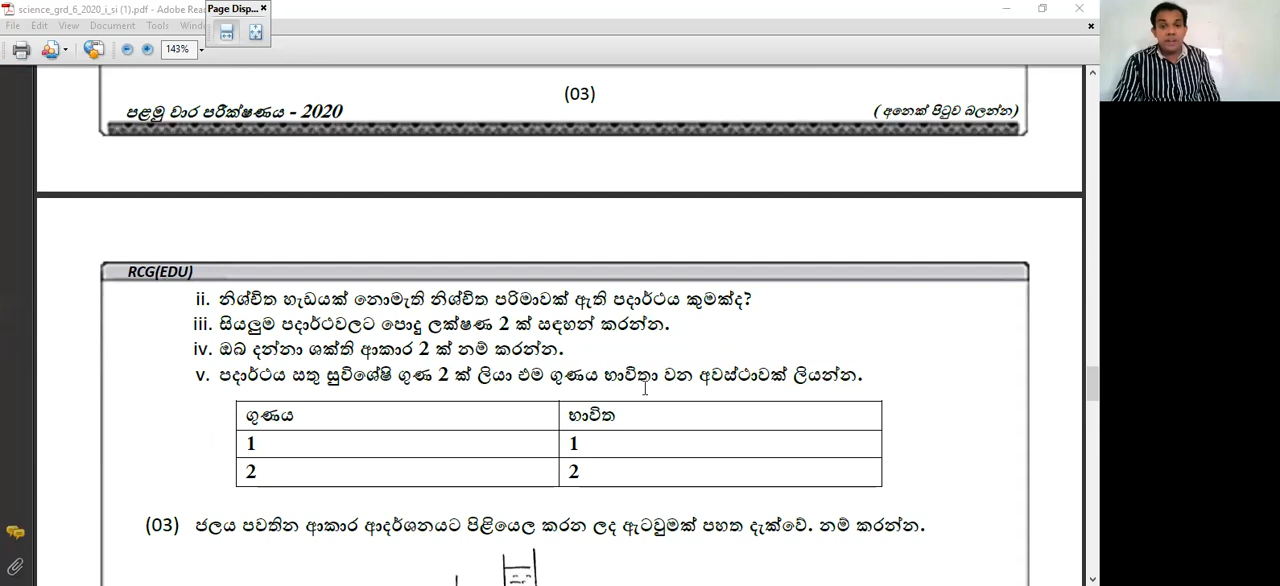 science_grd_6_2020_i_si (1).pdf - Adobe Rea
Page Disp...
File Edit View Document Tools Windo
143%
(03)
පළමු වාර පරීක්ෂණය - 2020
( අනෙක් පිටුව බලන්න)
RCG(EDU)
ii. නිශ්චිත හැඩයක් නොමැති නිශ්චිත පරිමාවක් ඇති පදාර්ථය කුමක්ද?
iii. සියලුම පදාර්ථවලට පොදු ලක්ෂණ 2 ක් සඳහන් කරන්න.
iv. ඔබ දන්නා ශක්ති ආකාර 2 ක් නම් කරන්න.
v. පදාර්ථය සතු සුවිශේෂි ගුණ 2 ක් ලියා එම ගුණය භාවිතා වන අවස්ථාවක් ලියන්න.
ගුණය භාවිත
1 1
2 2
(03) ජලය පවතින ආකාර ආදර්ශනයට පිළියෙල කරන ලද ඇටවුමක් පහත දැක්වේ. නම් කරන්න.